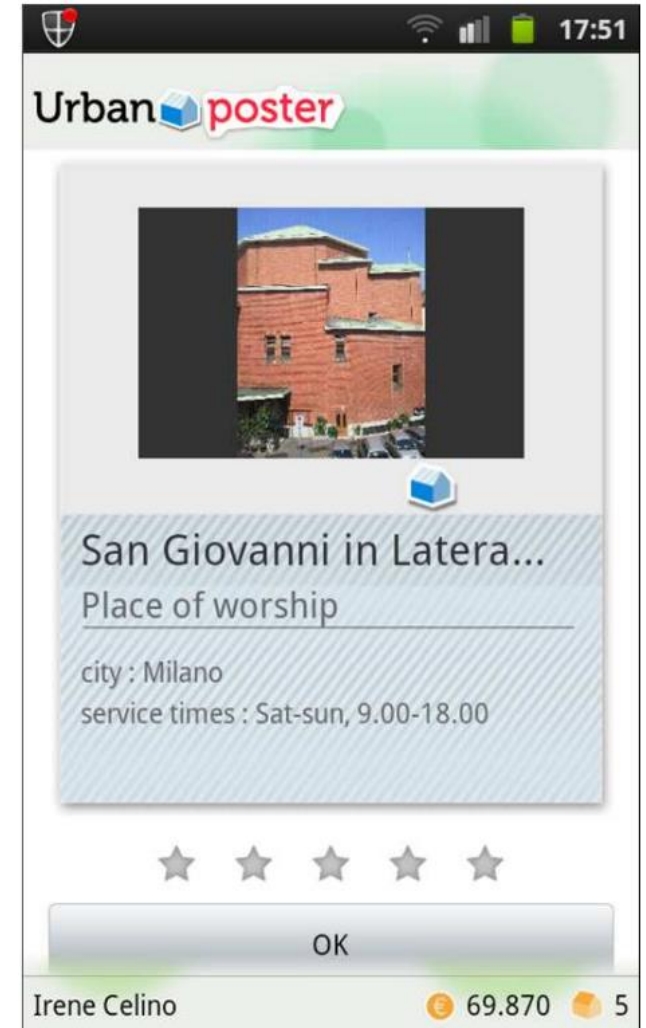 17:51
Urban poster
San Giovanni in Latera...
Place of worship
city : Milano
service times : Sat-sun, 9.00-18.00
OK
Irene Celino € 69.870 5